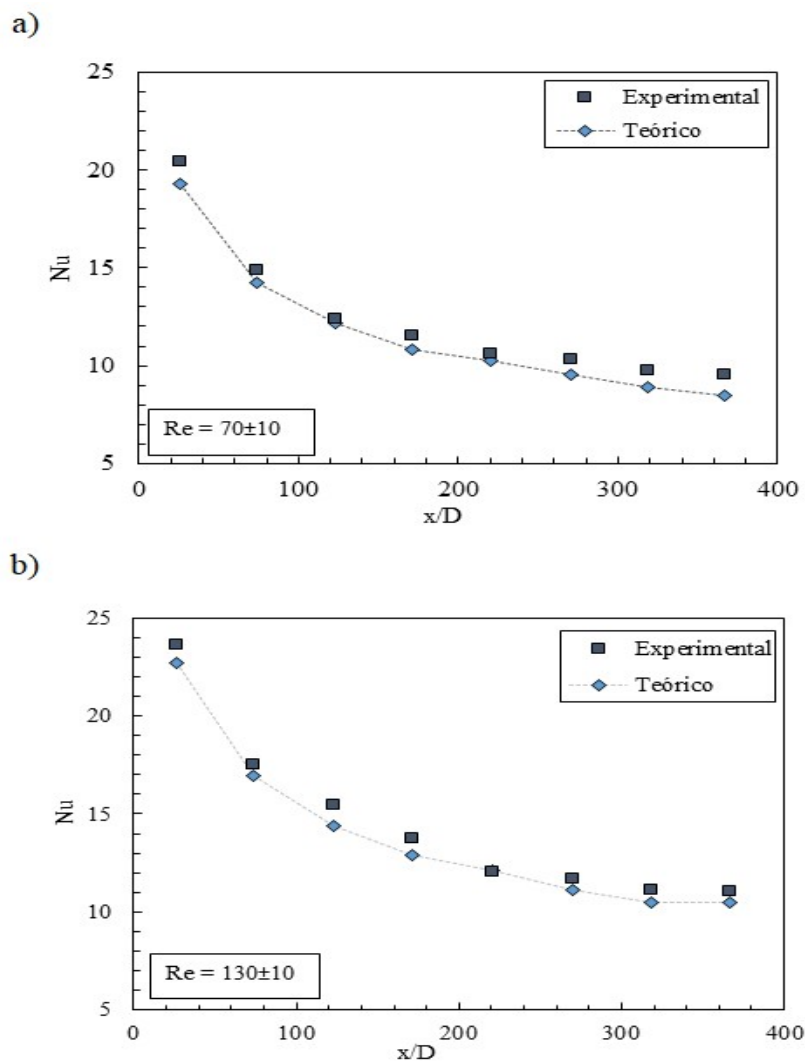 a)
25
Experimental
Teórico
20
15
Nu
10
Re = 70±10
5
0 100 200 300 400
x/D
b)
25
Experimental
Teórico
20
15
Nu
10
Re = 130±10
5
0 100 200 300 400
x/D